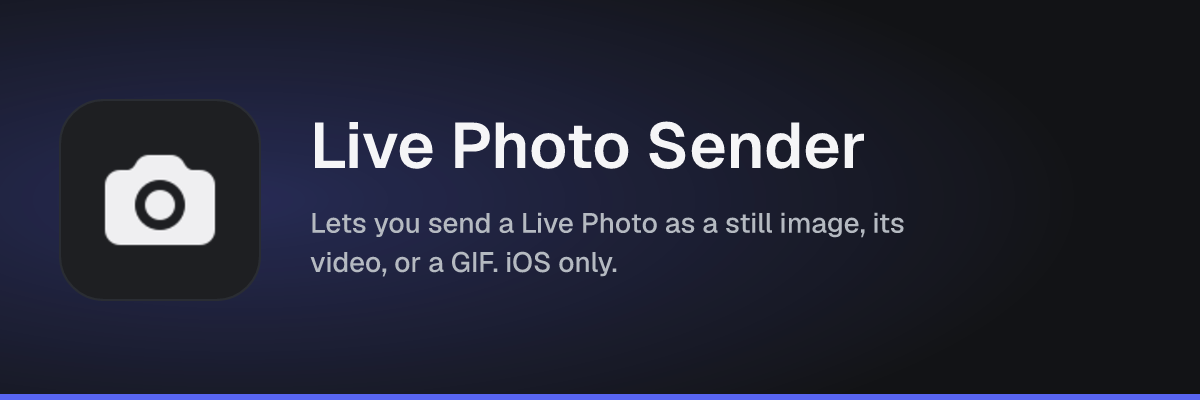 Live Photo Sender
Lets you send a Live Photo as a still image, its
video, or a GIF. iOS only.